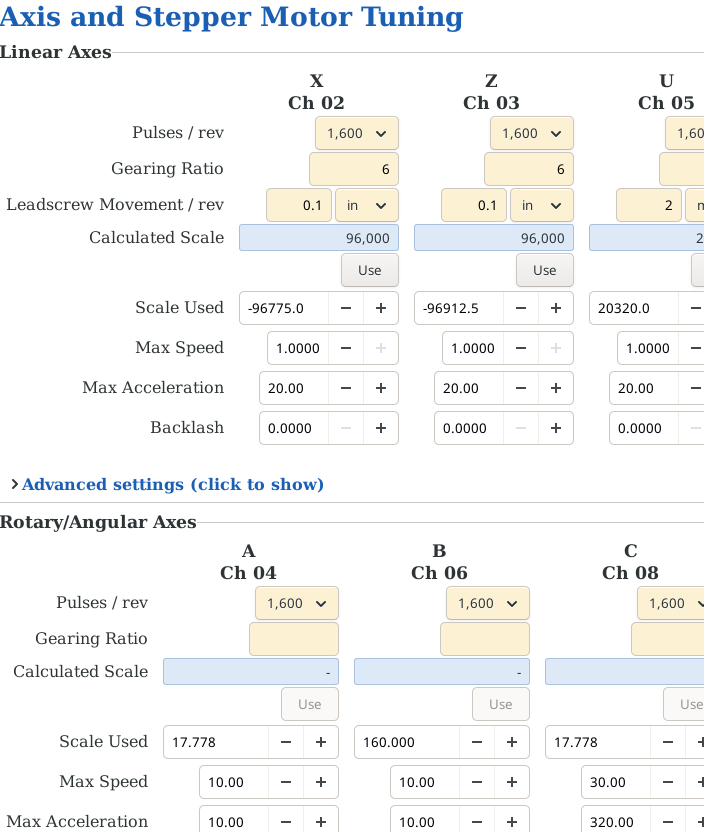 Axis and Stepper Motor Tuning
Linear Axes
X Z U
Ch 02 Ch 03 Ch 05
Pulses / rev 1,600 1,600 1,60
Gearing Ratio 6 6
Leadscrew Movement / rev 0.1 in 0.1 in 2
Calculated Scale 96,000 96,000 2
Use Use
Scale Used -96775.0 − + -96912.5 − + 20320.0 −
Max Speed 1.0000 − + 1.0000 − + 1.0000 −
Max Acceleration 20.00 − + 20.00 − + 20.00 −
Backlash 0.0000 − + 0.0000 − + 0.0000 −
Advanced settings (click to show)
Rotary/Angular Axes
A B C
Ch 04 Ch 06 Ch 08
Pulses / rev 1,600 1,600 1,600
Gearing Ratio
Calculated Scale - -
Use Use Use
Scale Used 17.778 − + 160.000 − + 17.778 − +
Max Speed 10.00 − + 10.00 − + 30.00 − +
Max Acceleration 10.00 − + 10.00 − + 320.00 − +